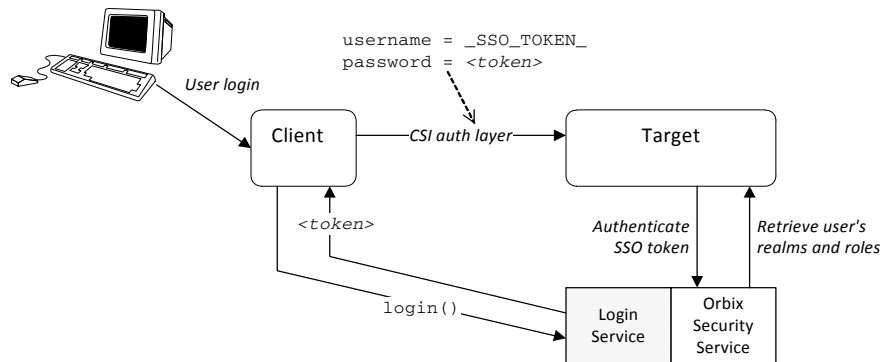 username = _SSO_TOKEN_
password = <token>
User login
Client
CSI auth layer
Target
<token>
Authenticate
SSO token
Retrieve user's
realms and roles
login()
Login
Service
Orbix
Security
Service